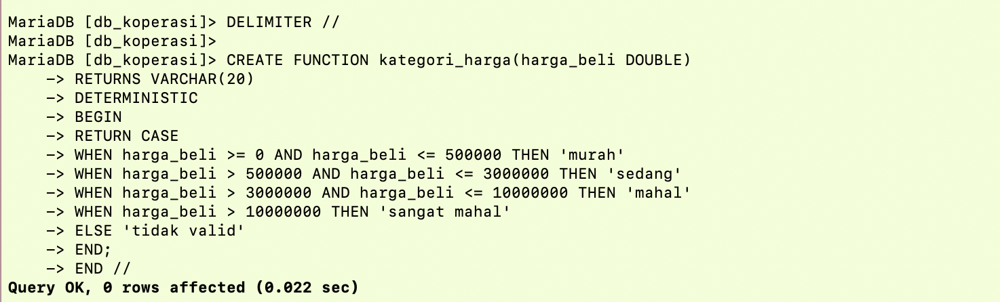 MariaDB [db_koperasi]> DELIMITER //
MariaDB [db_koperasi]>
MariaDB [db_koperasi]> CREATE FUNCTION kategori_harga(harga_beli DOUBLE)
    -> RETURNS VARCHAR(20)
    -> DETERMINISTIC
    -> BEGIN
    -> RETURN CASE
    -> WHEN harga_beli >= 0 AND harga_beli <= 500000 THEN 'murah'
    -> WHEN harga_beli > 500000 AND harga_beli <= 3000000 THEN 'sedang'
    -> WHEN harga_beli > 3000000 AND harga_beli <= 10000000 THEN 'mahal'
    -> WHEN harga_beli > 10000000 THEN 'sangat mahal'
    -> ELSE 'tidak valid'
    -> END;
    -> END //
Query OK, 0 rows affected (0.022 sec)